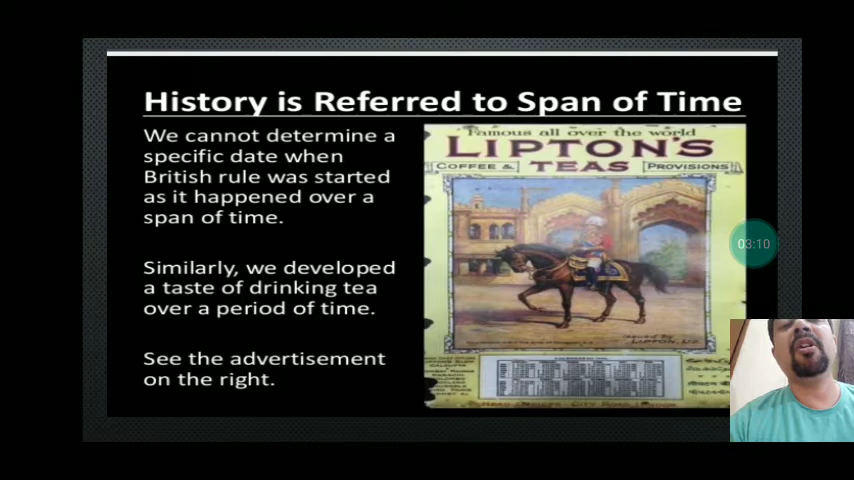 History is Referred to Span of Time
We cannot determine a
specific date when
British rule was started
as it happened over a
span of time.
Similarly, we developed
a taste of drinking tea
over a period of time.
See the advertisement
on the right.
Famous all over the world
LIPTON'S
COFFEE & TEAS PROVISIONS
LIPTON, LTD
03:10